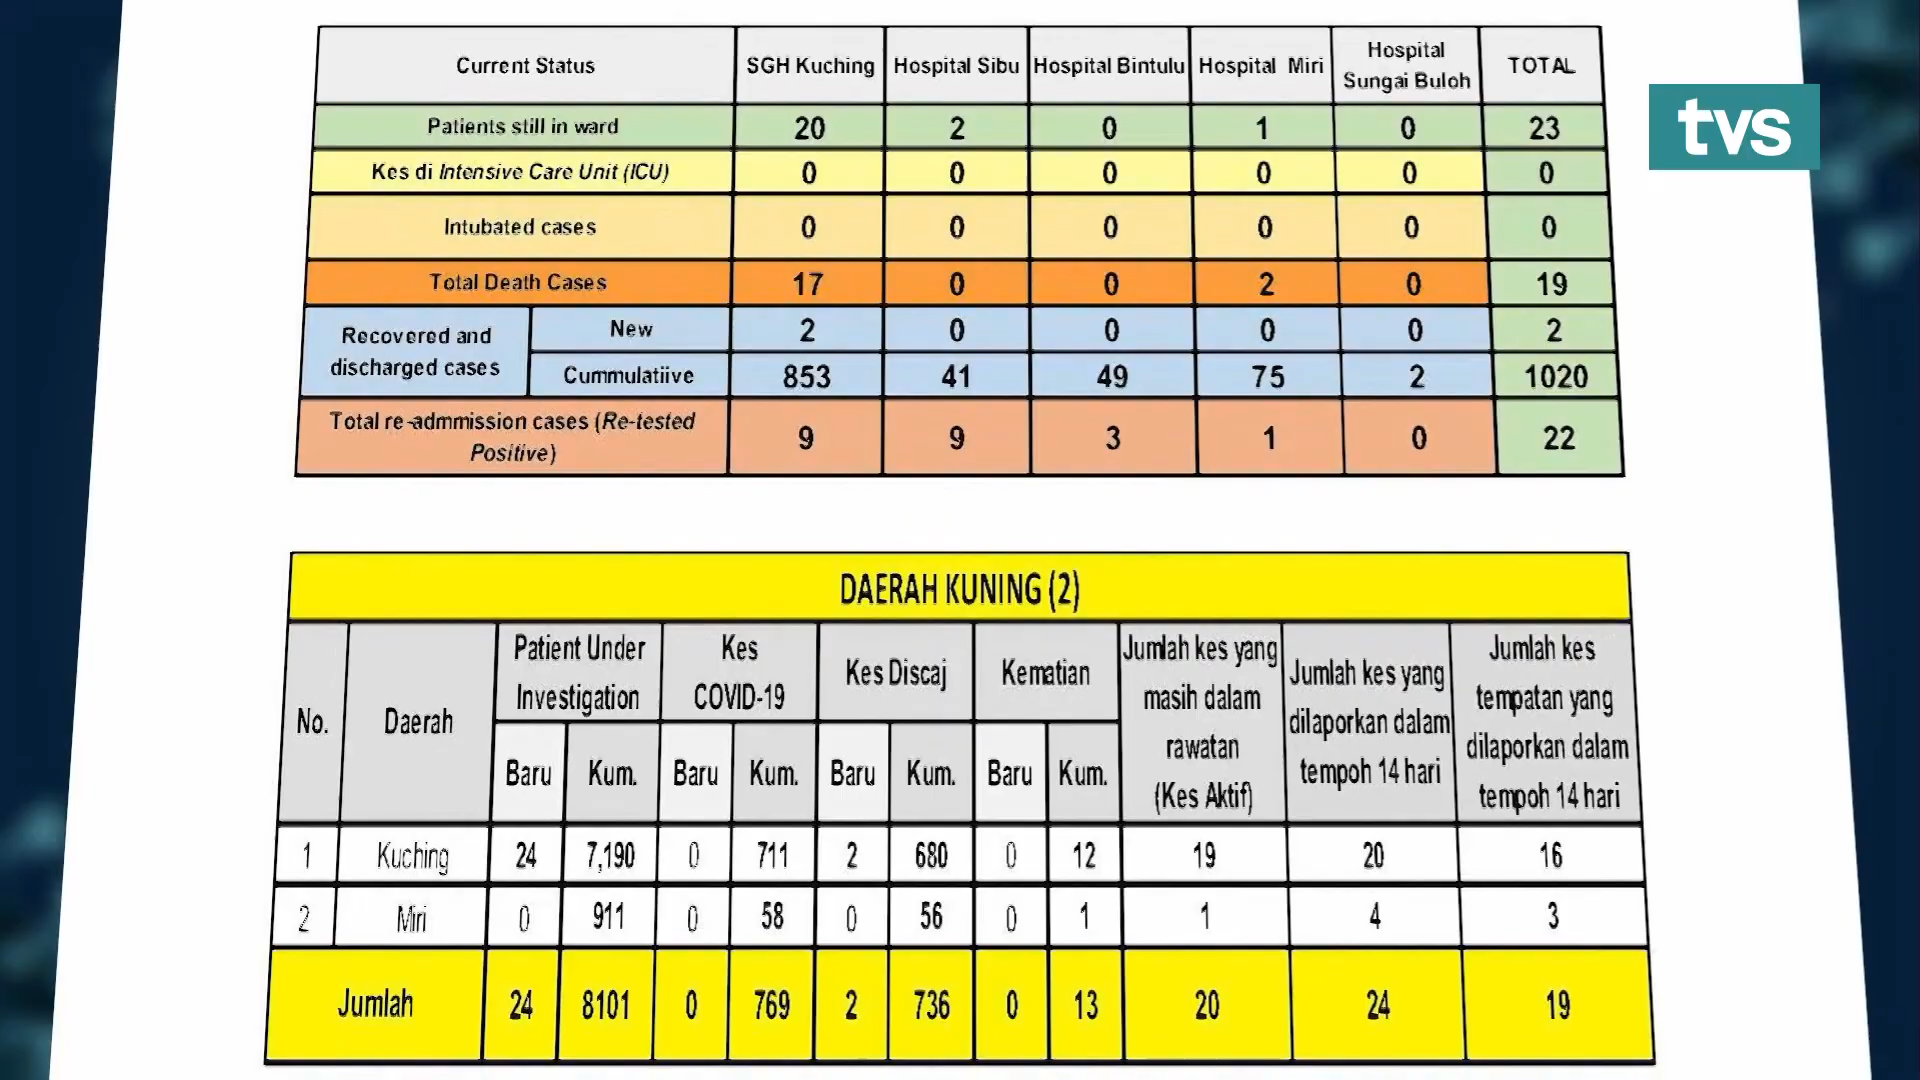 Current Status SGH Kuching Hospital Sibu Hospital Bintulu Hospital Miri Hospital Sungai Buloh TOTAL
Patients still in ward 20 2 0 1 0 23
Kes di Intensive Care Unit (ICU) 0 0 0 0 0 0
Intubated cases 0 0 0 0 0 0
Total Death Cases 17 0 0 2 0 19
Recovered and discharged cases New 2 0 0 0 0 2
Cummulatiive 853 41 49 75 2 1020
Total re-admmission cases (Re-tested Positive) 9 9 3 1 0 22
tvs
DAERAH KUNING (2)
No. Daerah Patient Under Investigation Kes COVID-19 Kes Discaj Kematian Jumlah kes yang masih dalam rawatan (Kes Aktif) Jumlah kes yang dilaporkan dalam tempoh 14 hari Jumlah kes tempatan yang dilaporkan dalam tempoh 14 hari
Baru Kum. Baru Kum. Baru Kum. Baru Kum.
1 Kuching 24 7,190 0 711 2 680 0 12 19 20 16
2 Miri 0 911 0 58 0 56 0 1 1 4 3
Jumlah 24 8101 0 769 2 736 0 13 20 24 19